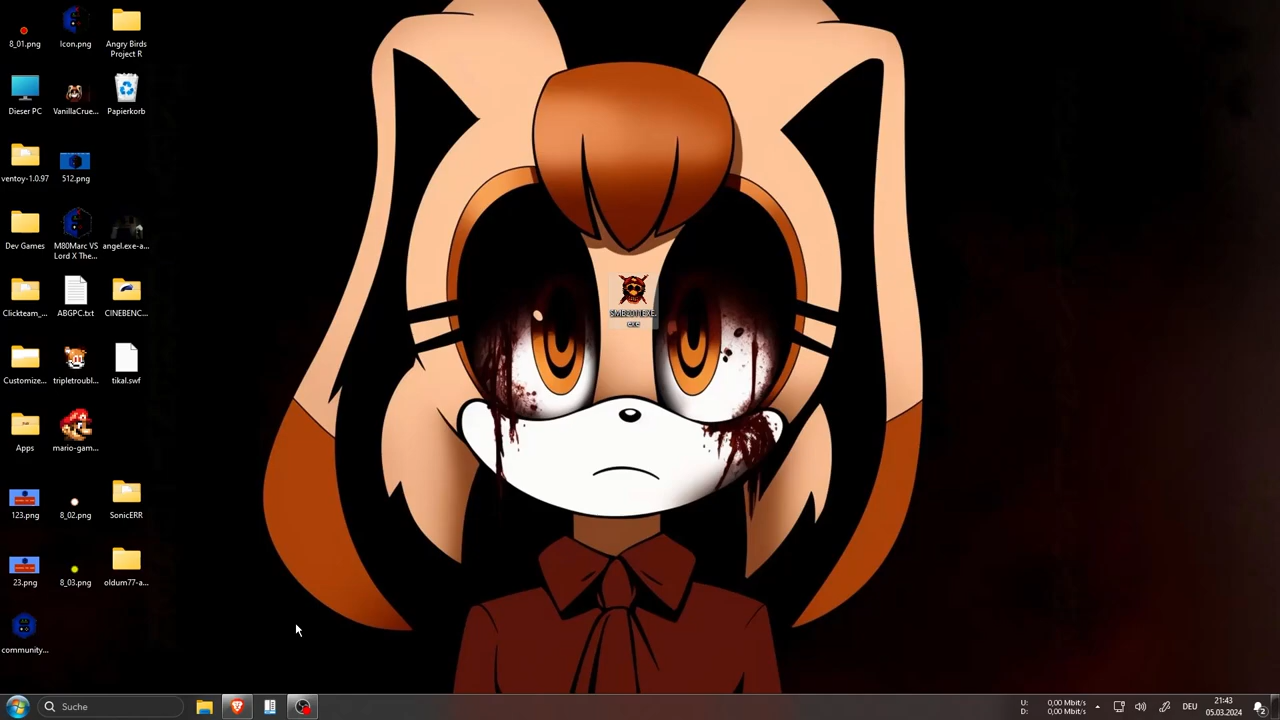 8_01.png
Icon.png
Angry Birds
Project R
Dieser PC
VanillaCrue...
Papierkorb
ventoy-1.0.97
512.png
Dev Games
M80Marc VS
Lord X The...
angel.exe-a...
Clickteam_...
ABGPC.txt
CINEBENC...
Customize...
tripletroubl...
tikal.swf
Apps
mario-gam...
123.png
8_02.png
SonicERR
23.png
8_03.png
oldum77-a...
community...
Suche
U: 0,00 Mbit/s
D: 0,00 Mbit/s
DEU
21:43
05.03.2024
2